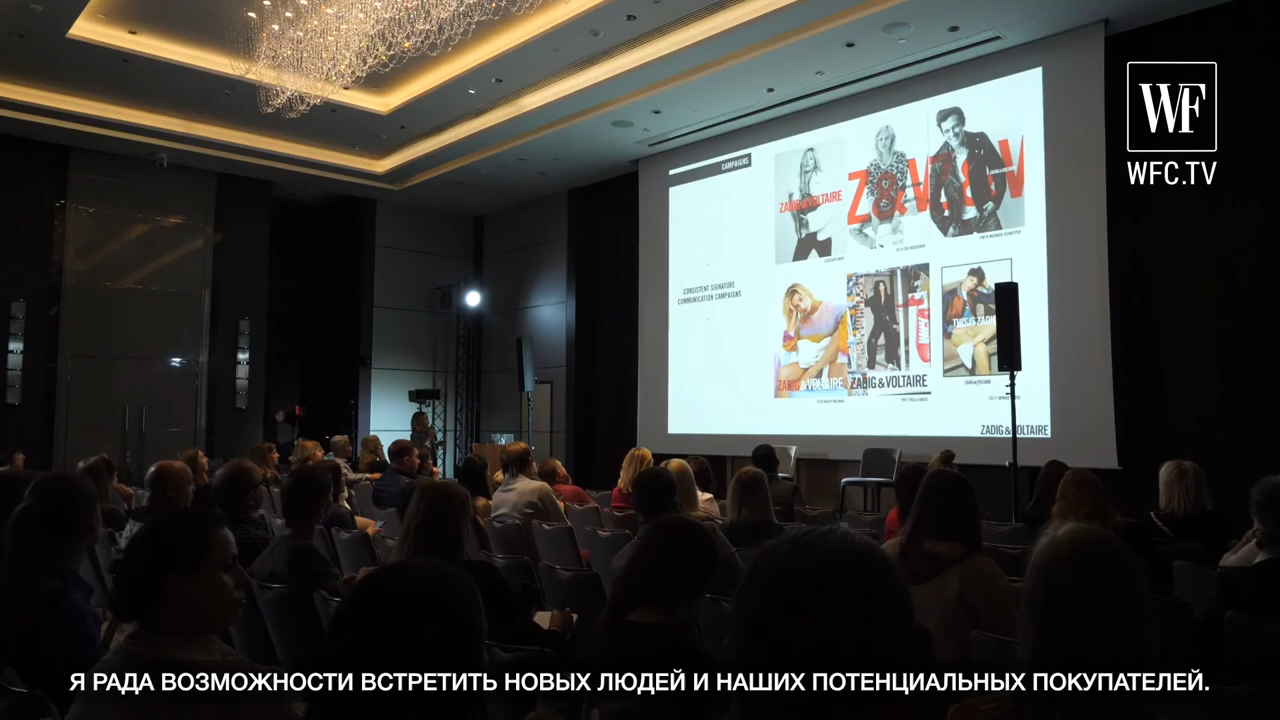 WF
WFC.TV
CAMPAIGNS
ZADIG & VOLTAIRE
Z&V
Z&V
CONSISTENT SIGNATURE
COMMUNICATION CAMPAIGNS
ZADIG & VOLTAIRE
ZADIG & VOLTAIRE
THIS IS ZADIG
ZADIG & VOLTAIRE
Я РАДА ВОЗМОЖНОСТИ ВСТРЕТИТЬ НОВЫХ ЛЮДЕЙ И НАШИХ ПОТЕНЦИАЛЬНЫХ ПОКУПАТЕЛЕЙ.